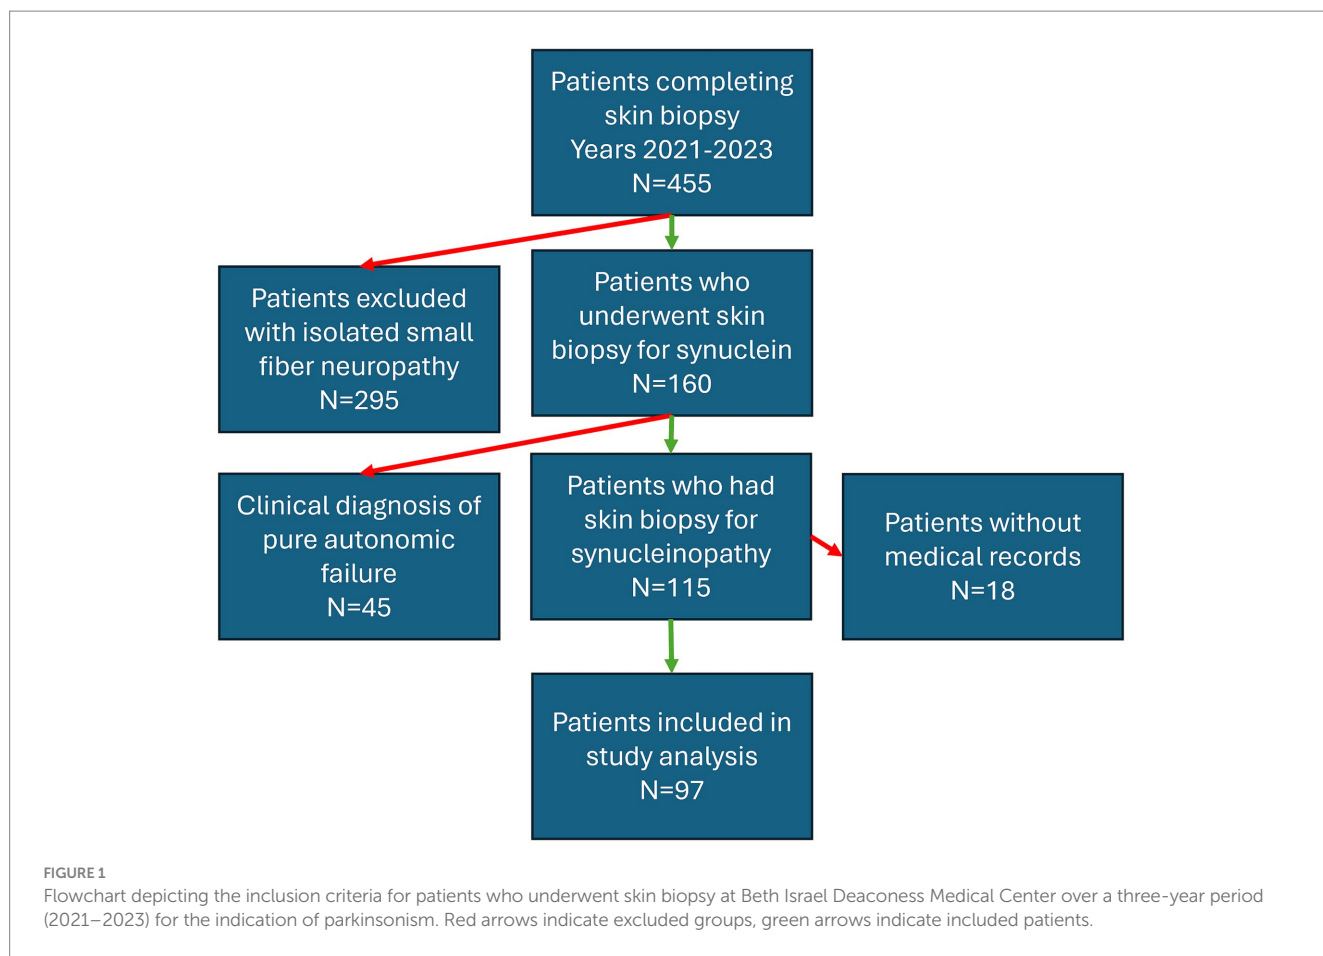 Patients completing
skin biopsy
Years 2021-2023
N=455
Patients excluded
with isolated small
fiber neuropathy
N=295
Patients who
underwent skin
biopsy for synuclein
N=160
Clinical diagnosis of
pure autonomic
failure
N=45
Patients who had
skin biopsy for
synucleinopathy
N=115
Patients without
medical records
N=18
Patients included in
study analysis
N=97
FIGURE 1
Flowchart depicting the inclusion criteria for patients who underwent skin biopsy at Beth Israel Deaconess Medical Center over a three-year period
(2021–2023) for the indication of parkinsonism. Red arrows indicate excluded groups, green arrows indicate included patients.